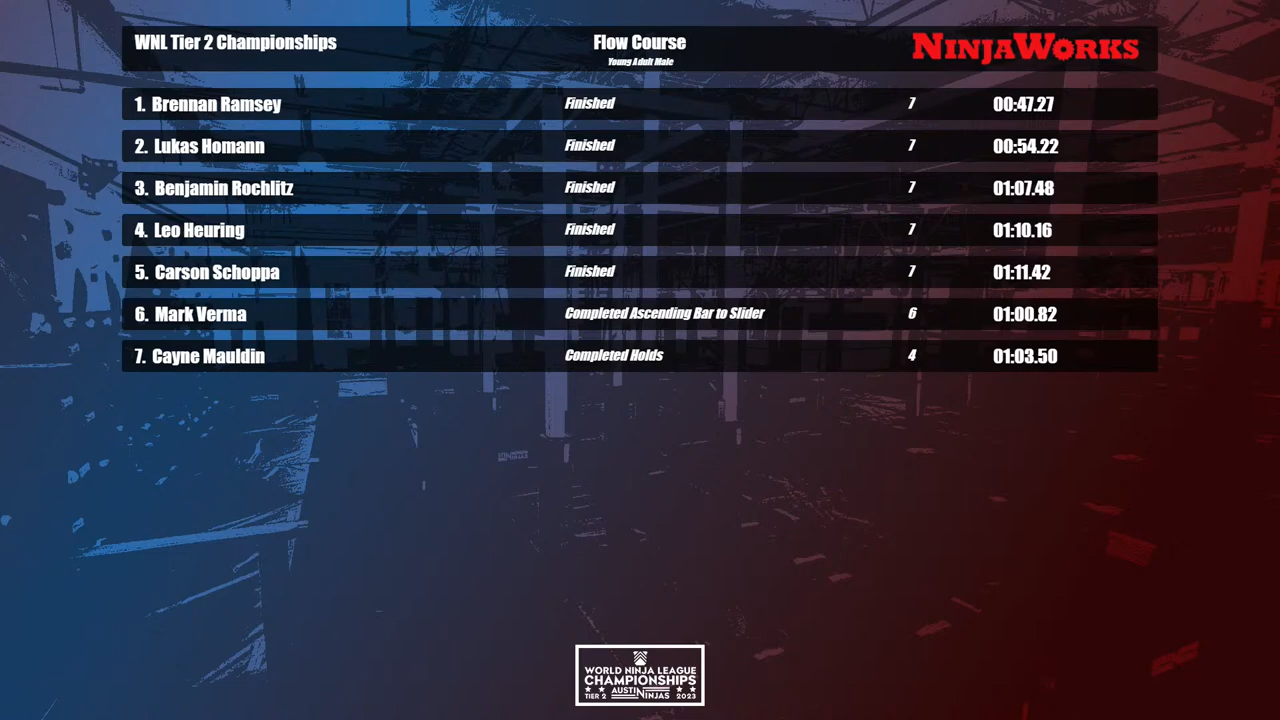 WNL Tier 2 Championships
Flow Course
Young Adult Male
NINJAWORKS
1. Brennan Ramsey Finished 7 00:47.27
2. Lukas Homann Finished 7 00:54.22
3. Benjamin Rochlitz Finished 7 01:07.48
4. Leo Heuring Finished 7 01:10.16
5. Carson Schoppa Finished 7 01:11.42
6. Mark Verma Completed Ascending Bar to Slider 6 01:00.82
7. Cayne Mauldin Completed Holds 4 01:03.50
WORLD NINJA LEAGUE
CHAMPIONSHIPS
TIER 2 AUSTIN NINJAS 2023